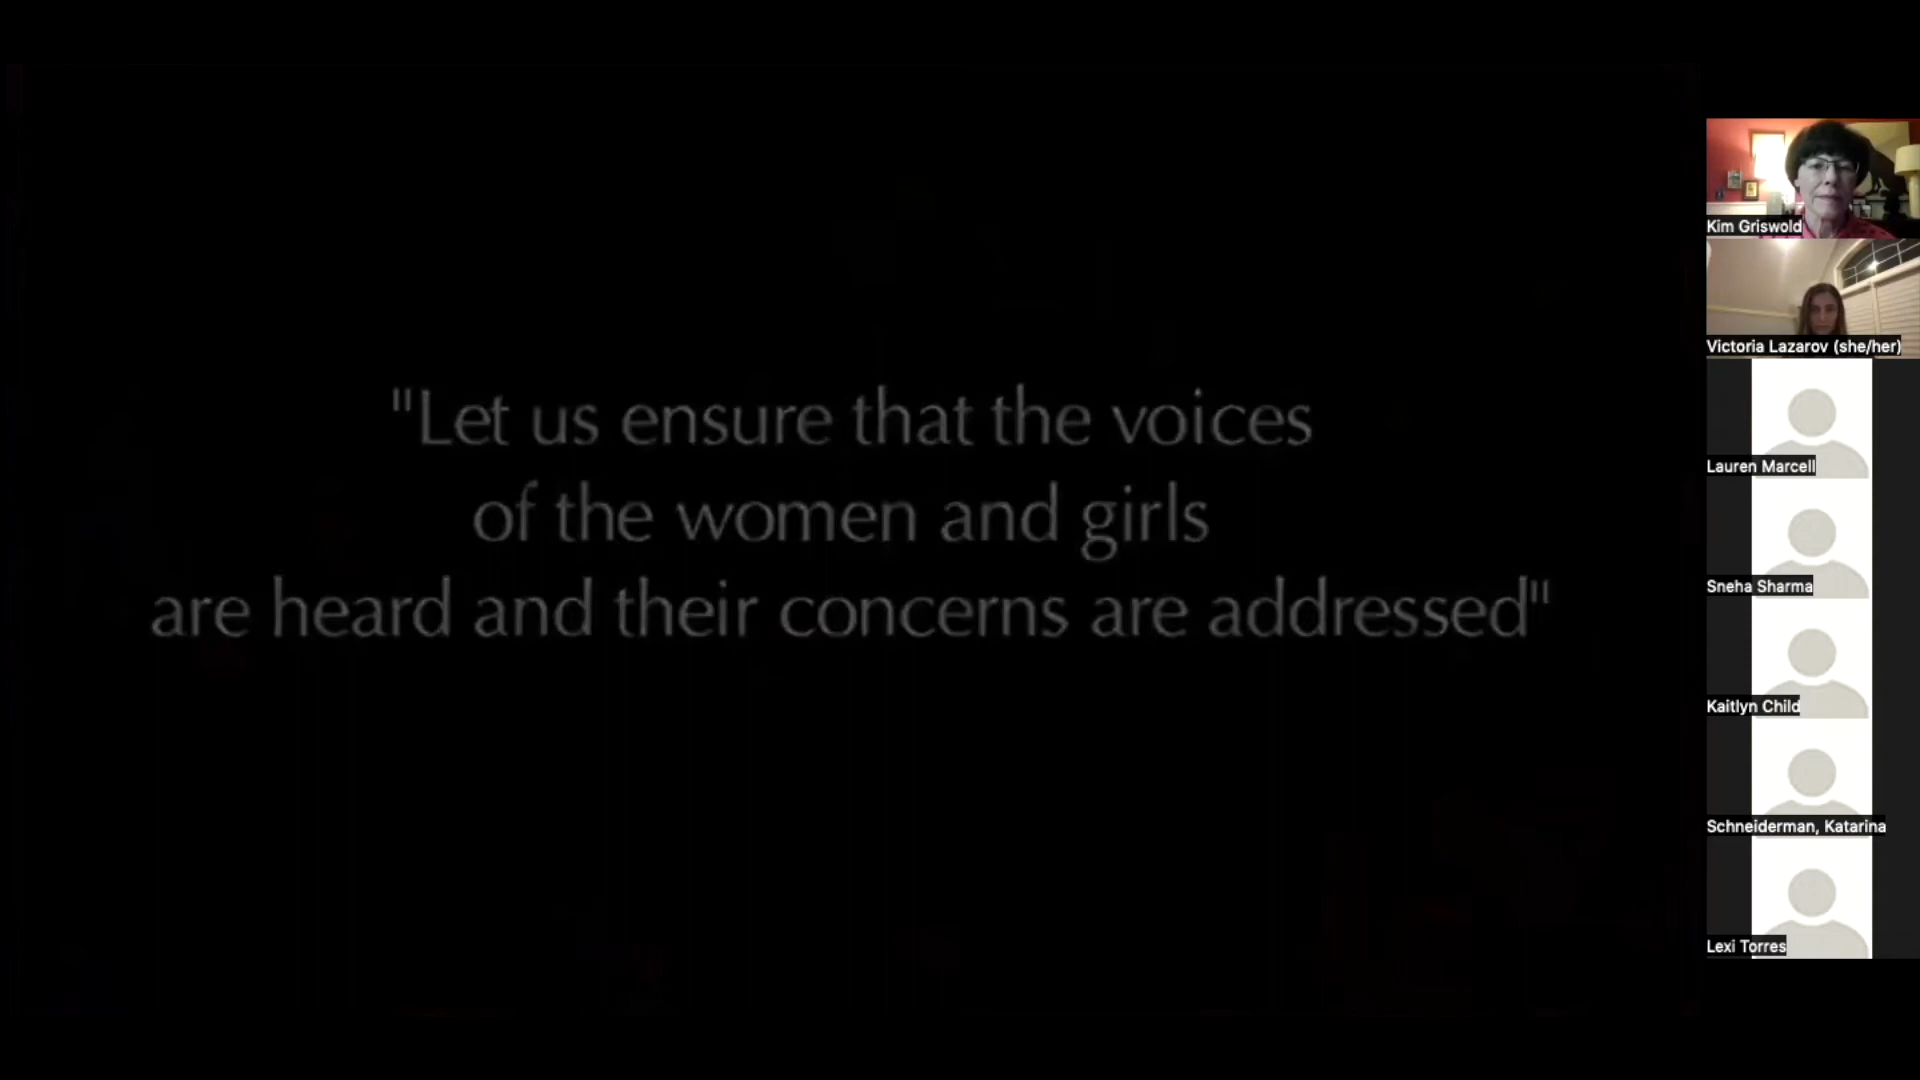 "Let us ensure that the voices
of the women and girls
are heard and their concerns are addressed"
Kim Griswold
Victoria Lazarov (she/her)
Lauren Marcell
Sneha Sharma
Kaitlyn Child
Schneiderman, Katarina
Lexi Torres